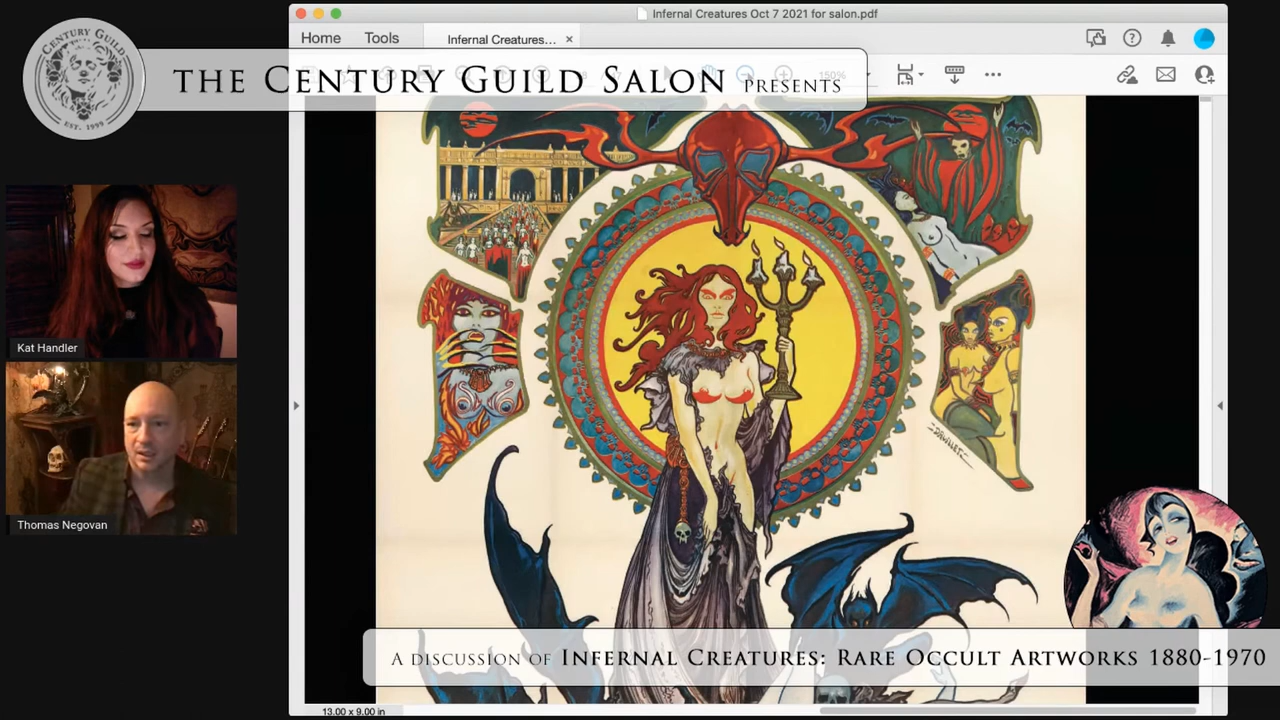 Infernal Creatures Oct 7 2021 for salon.pdf
Home
Tools
Infernal Creatures...
CENTURY GUILD
EST. 1999
THE CENTURY GUILD SALON PRESENTS
150%
Kat Handler
Thomas Negovan
DRUILLET
A DISCUSSION OF INFERNAL CREATURES: RARE OCCULT ARTWORKS 1880-1970
13.00 x 9.00 in